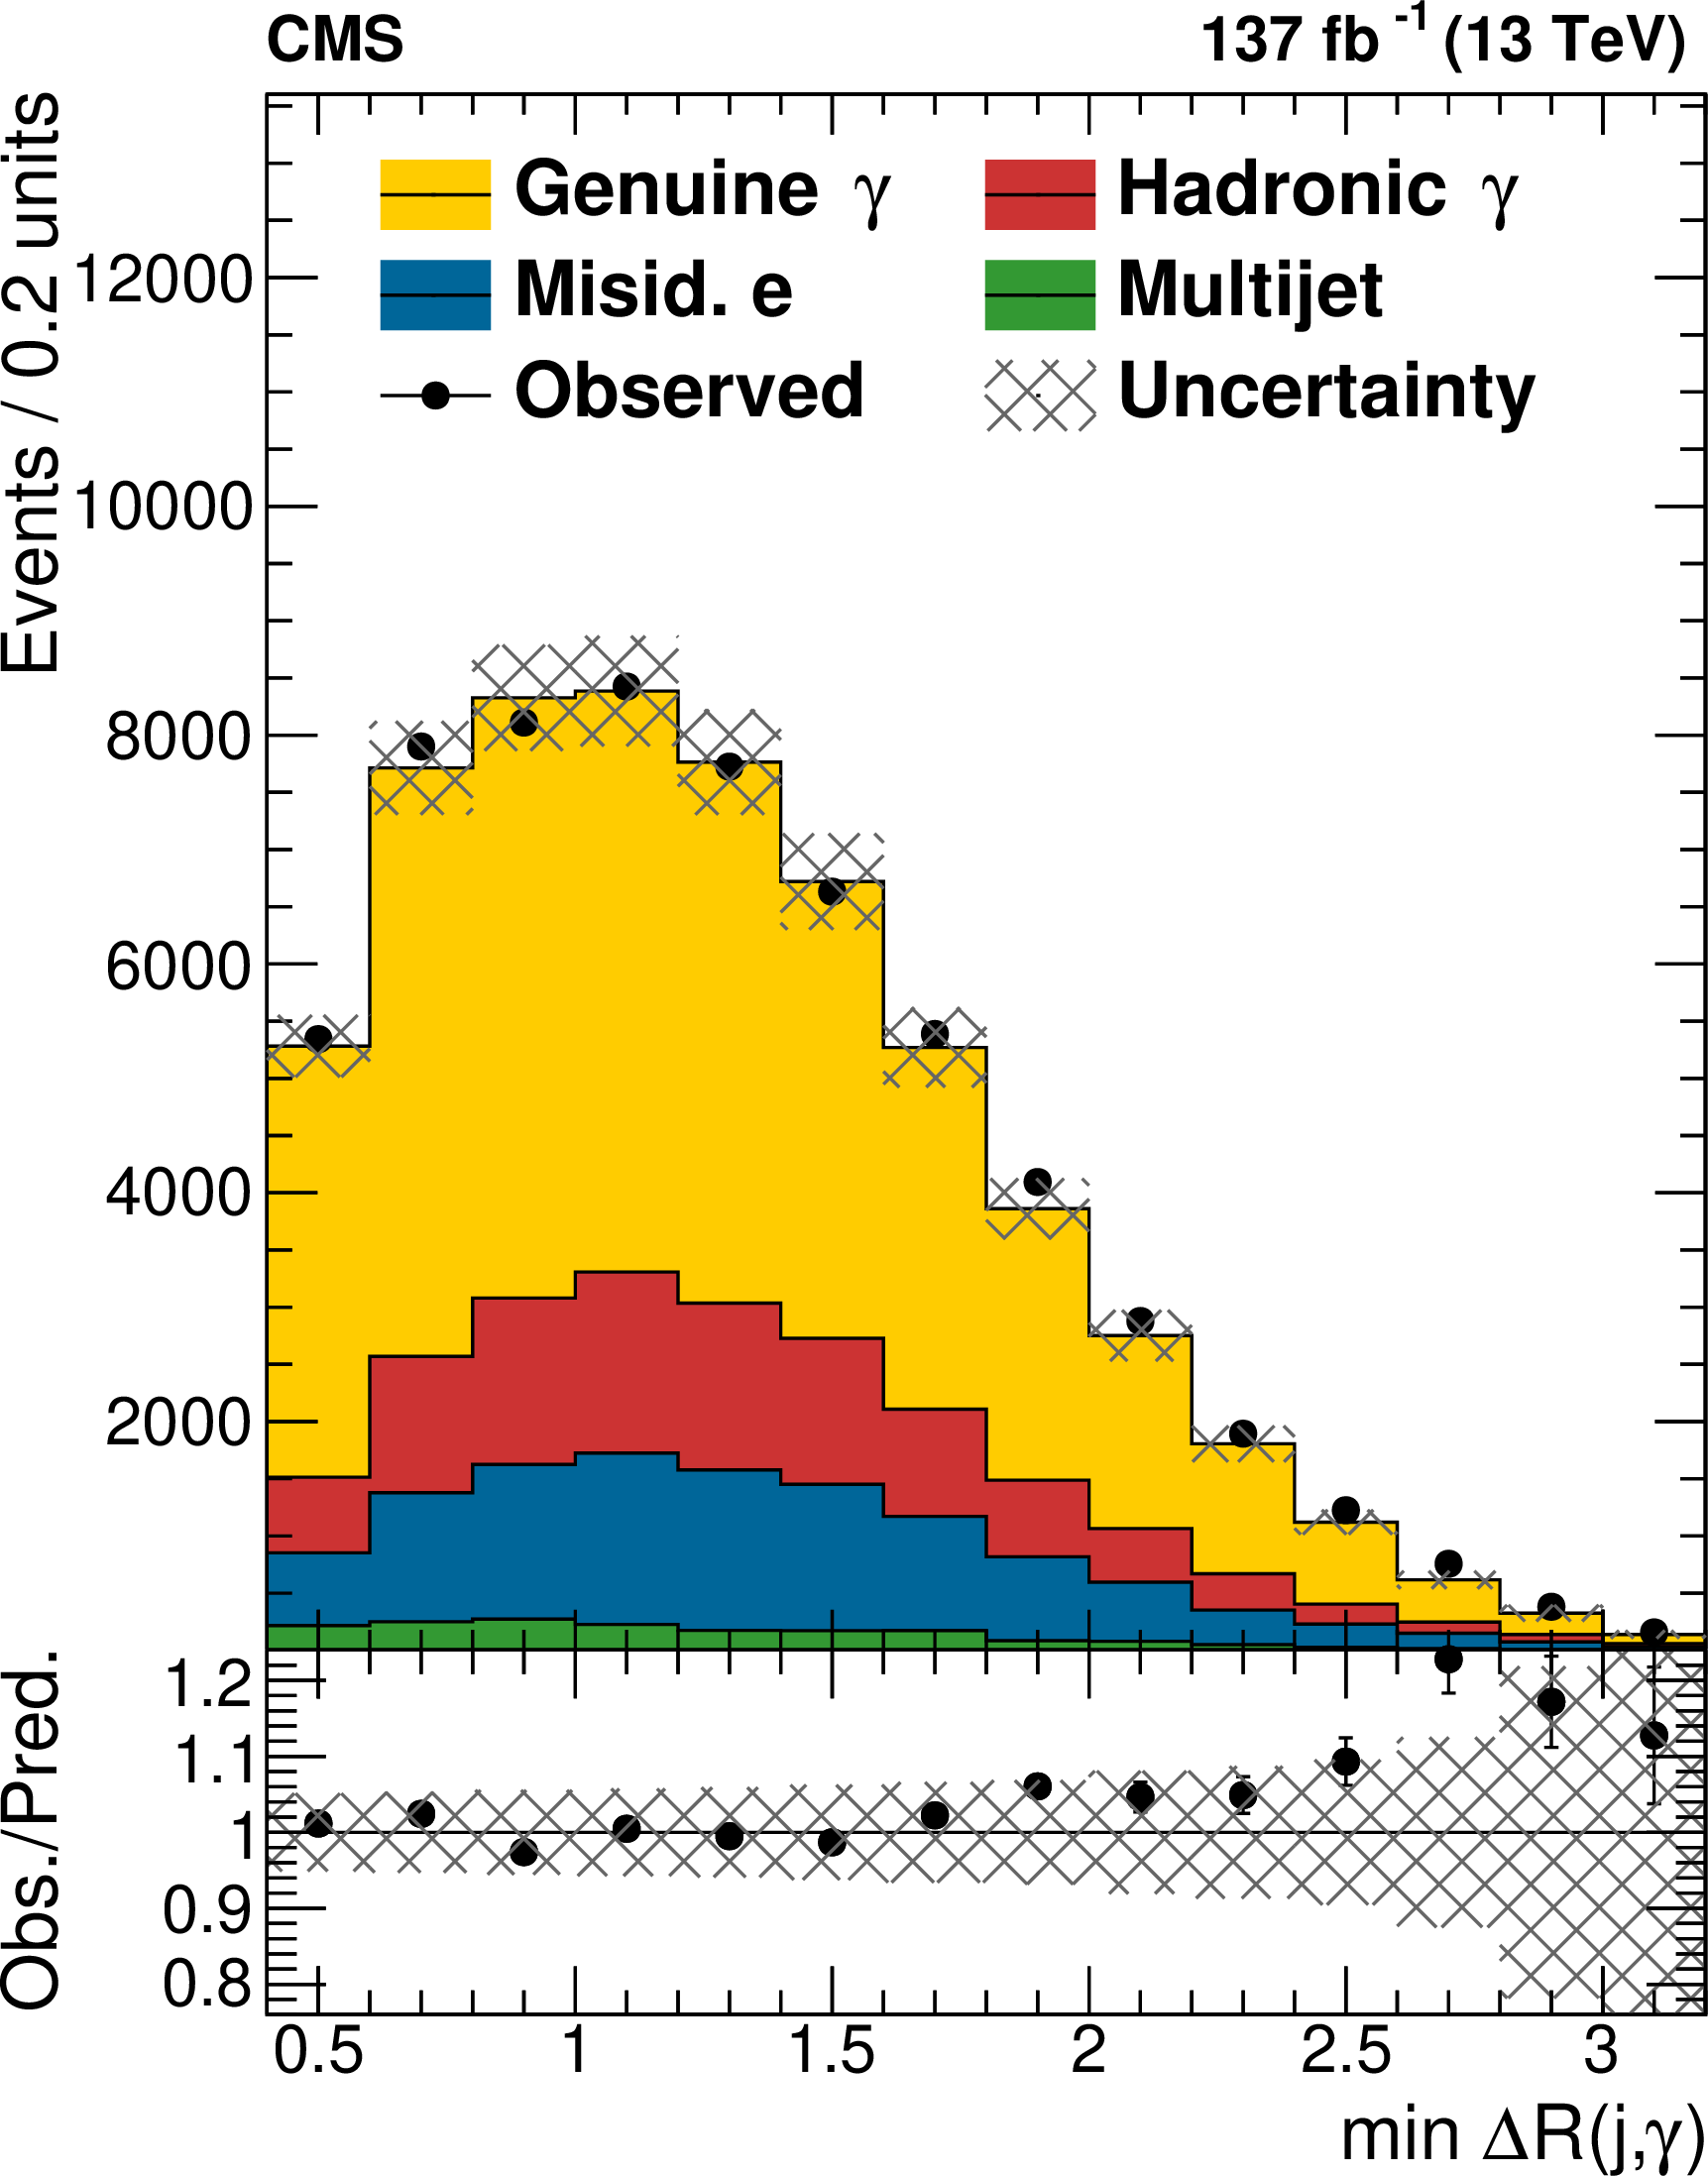 CMS 137 fb⁻¹ (13 TeV)
Events / 0.2 units
Genuine γ Hadronic γ
Misid. e Multijet
Observed Uncertainty
12000
10000
8000
6000
4000
2000
Obs./Pred.
1.2
1.1
1
0.9
0.8
0.5 1 1.5 2 2.5 3
min ΔR(j,γ)